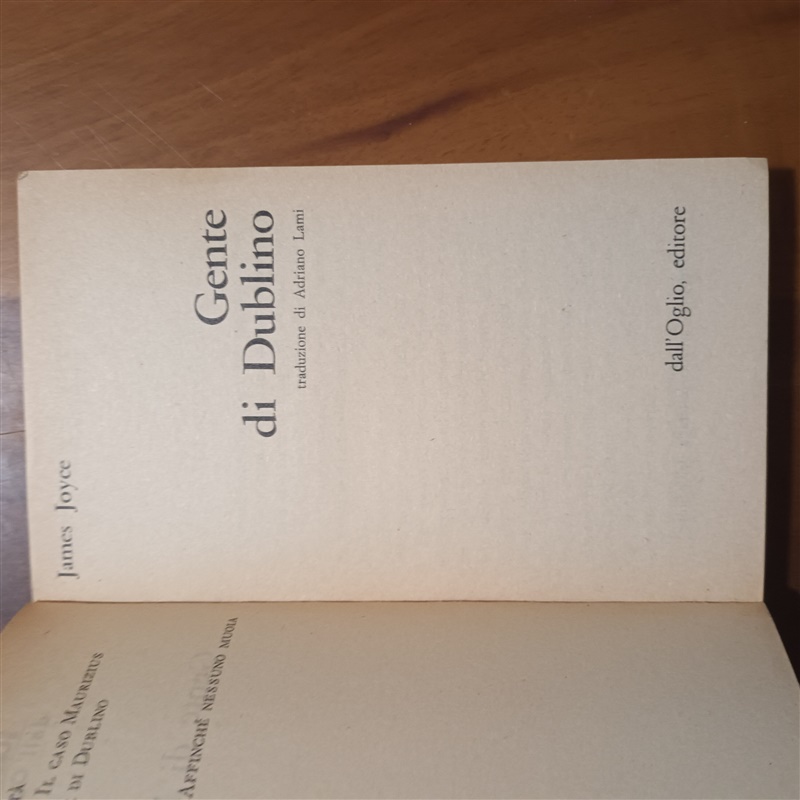 TÀ
IL CASO MAURIZIUS
DI DUBLINO
AFFINCHÉ NESSUNO MUOIA
James Joyce
Gente
di Dublino
traduzione di Adriano Lami
dall'Oglio, editore